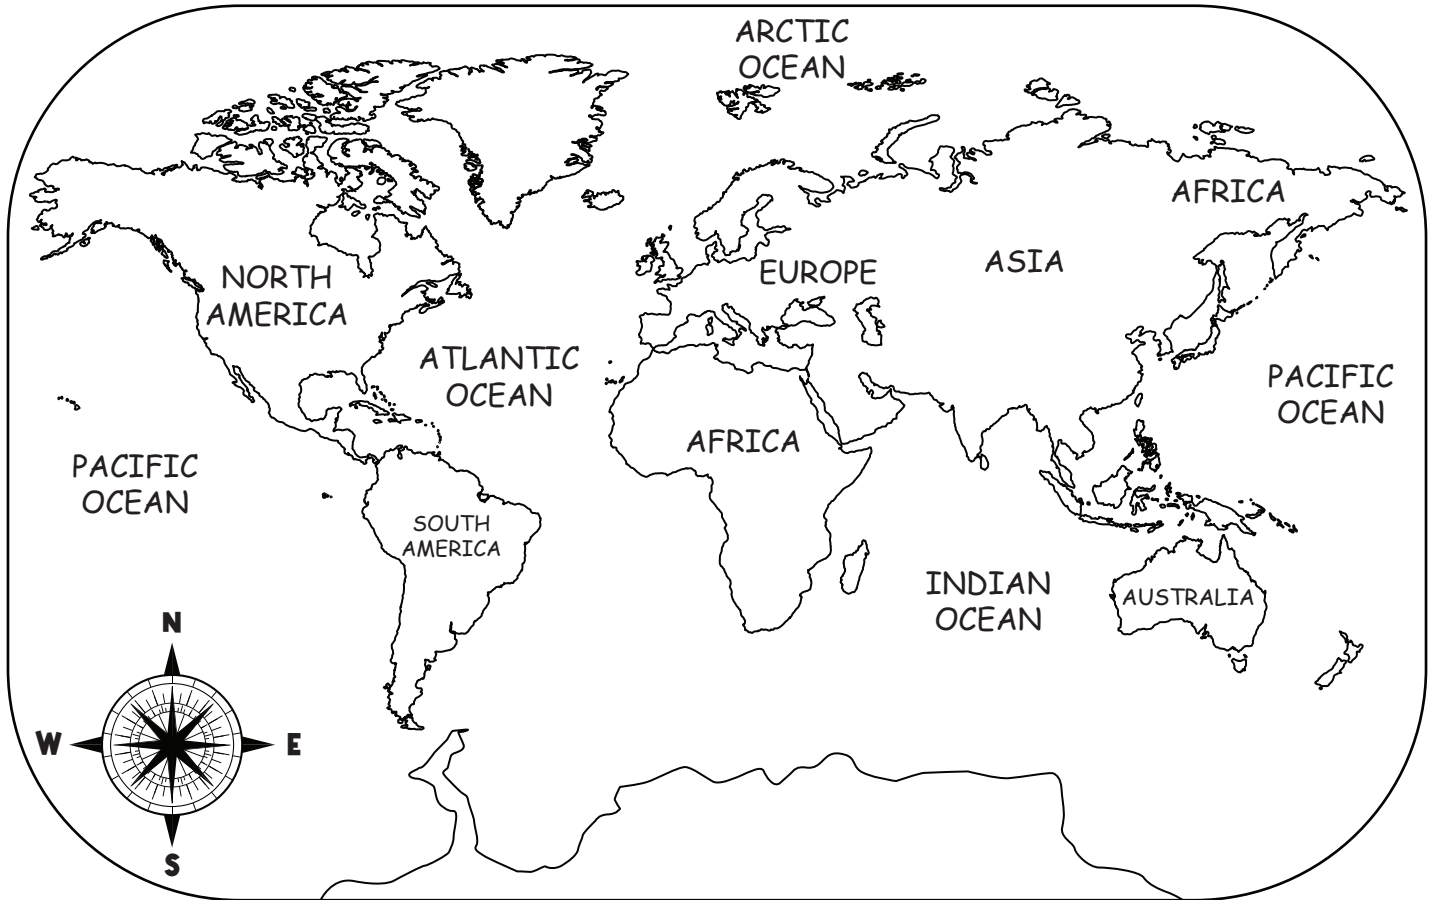 ARCTIC
OCEAN
AFRICA
ASIA
EUROPE
NORTH
AMERICA
ATLANTIC
OCEAN
PACIFIC
OCEAN
AFRICA
PACIFIC
OCEAN
SOUTH
AMERICA
INDIAN
OCEAN
AUSTRALIA
N
W E
S